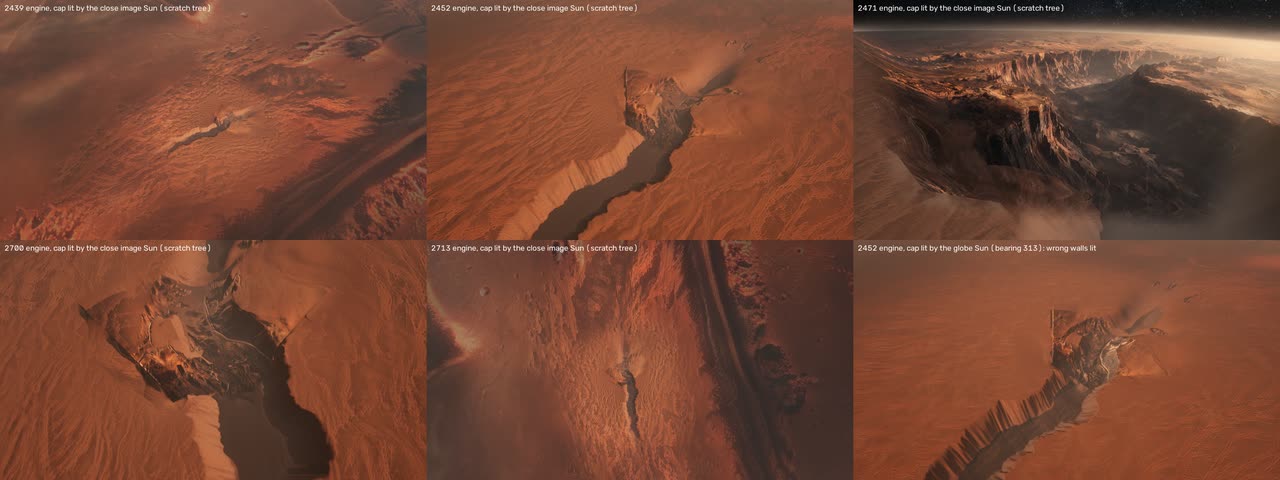 2439 engine, cap lit by the close image Sun (scratch tree)
2452 engine, cap lit by the close image Sun (scratch tree)
2471 engine, cap lit by the close image Sun (scratch tree)
2700 engine, cap lit by the close image Sun (scratch tree)
2713 engine, cap lit by the close image Sun (scratch tree)
2452 engine, cap lit by the globe Sun (bearing 313): wrong walls lit